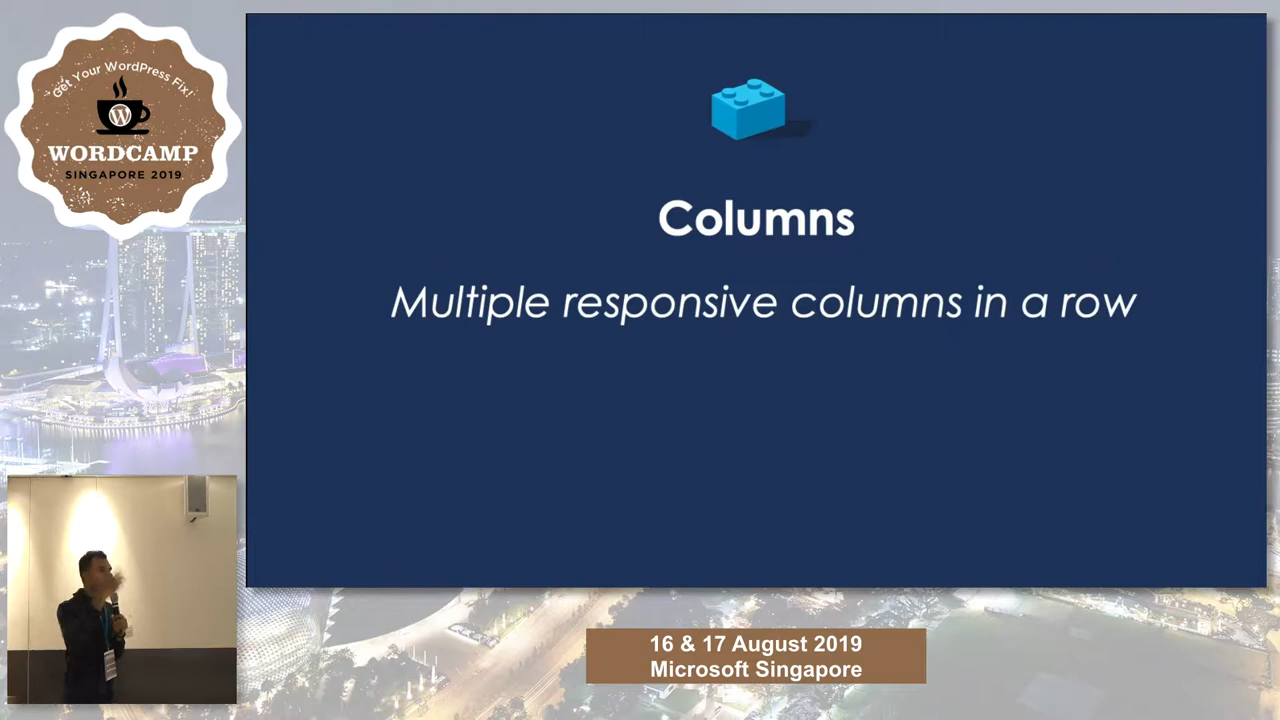 Get Your WordPress Fix!
W
WORDCAMP
SINGAPORE 2019
Columns
Multiple responsive columns in a row
16 & 17 August 2019
Microsoft Singapore